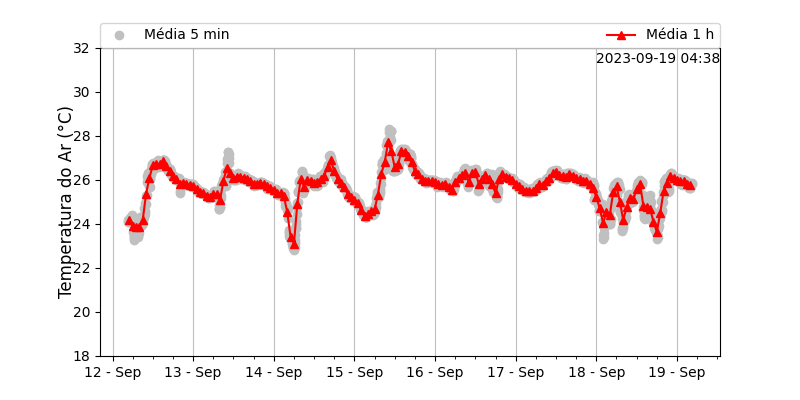 Média 5 min
Média 1 h
2023-09-19 04:38
Temperatura do Ar (°C)
32
30
28
26
24
22
20
18
12 - Sep
13 - Sep
14 - Sep
15 - Sep
16 - Sep
17 - Sep
18 - Sep
19 - Sep